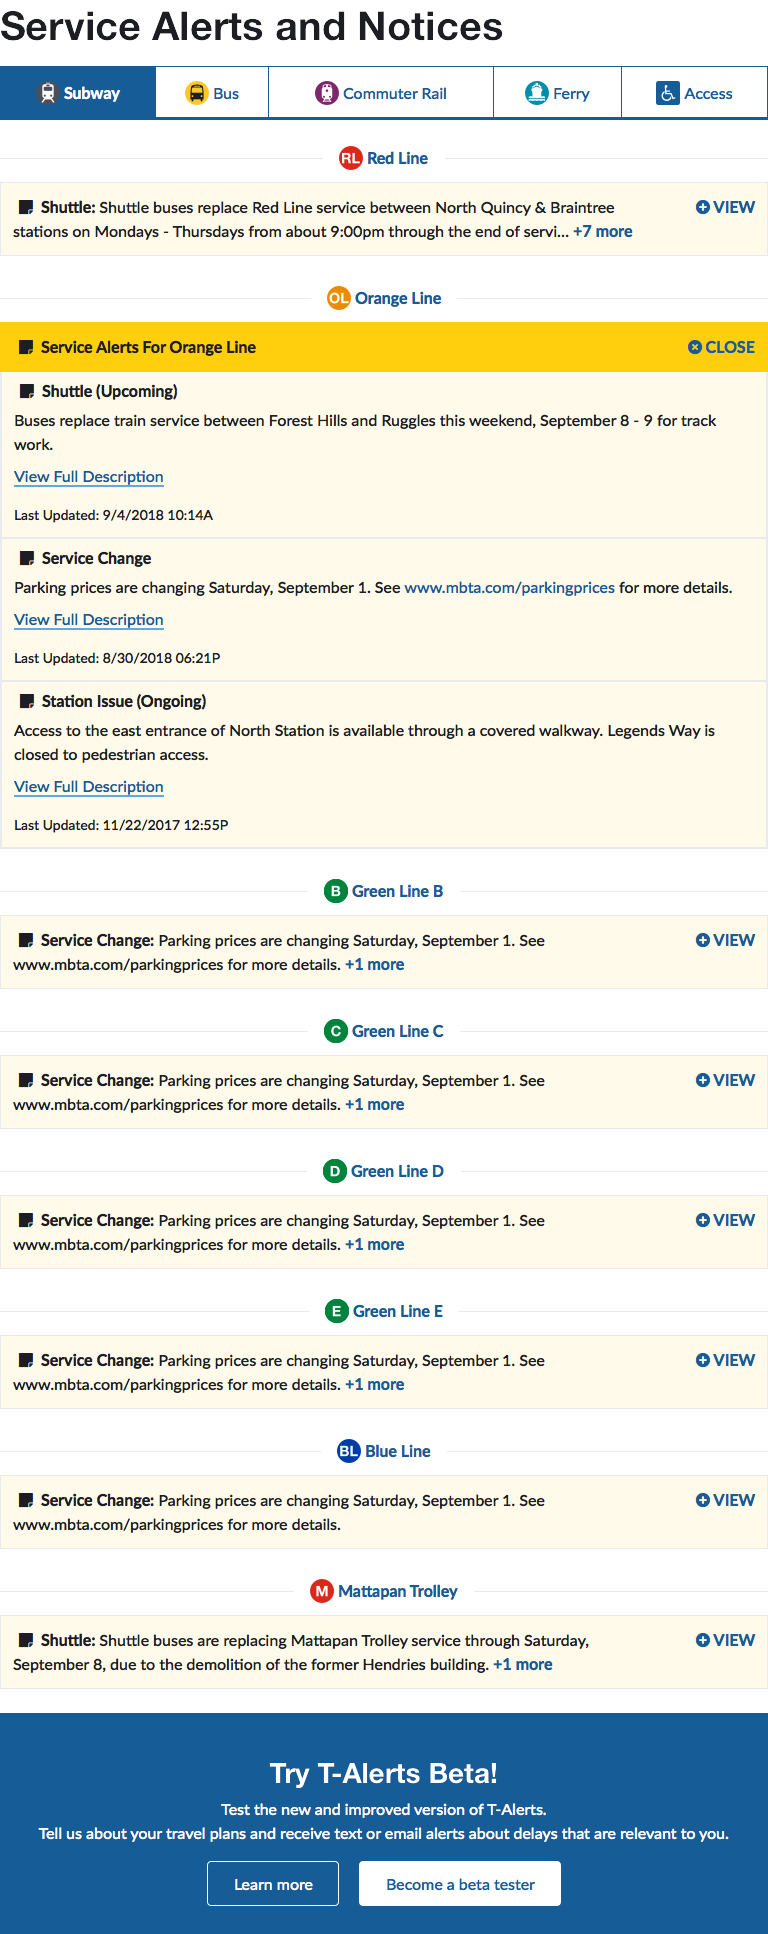 Service Alerts and Notices
Subway
Bus
Commuter Rail
Ferry
Access
RL Red Line
Shuttle: Shuttle buses replace Red Line service between North Quincy & Braintree
stations on Mondays - Thursdays from about 9:00pm through the end of servi... +7 more
VIEW
OL Orange Line
Service Alerts For Orange Line
CLOSE
Shuttle (Upcoming)
Buses replace train service between Forest Hills and Ruggles this weekend, September 8 - 9 for track
work.
View Full Description
Last Updated: 9/4/2018 10:14A
Service Change
Parking prices are changing Saturday, September 1. See www.mbta.com/parkingprices for more details.
View Full Description
Last Updated: 8/30/2018 06:21P
Station Issue (Ongoing)
Access to the east entrance of North Station is available through a covered walkway. Legends Way is
closed to pedestrian access.
View Full Description
Last Updated: 11/22/2017 12:55P
B Green Line B
Service Change: Parking prices are changing Saturday, September 1. See
www.mbta.com/parkingprices for more details. +1 more
VIEW
C Green Line C
Service Change: Parking prices are changing Saturday, September 1. See
www.mbta.com/parkingprices for more details. +1 more
VIEW
D Green Line D
Service Change: Parking prices are changing Saturday, September 1. See
www.mbta.com/parkingprices for more details. +1 more
VIEW
E Green Line E
Service Change: Parking prices are changing Saturday, September 1. See
www.mbta.com/parkingprices for more details. +1 more
VIEW
BL Blue Line
Service Change: Parking prices are changing Saturday, September 1. See
www.mbta.com/parkingprices for more details.
VIEW
M Mattapan Trolley
Shuttle: Shuttle buses are replacing Mattapan Trolley service through Saturday,
September 8, due to the demolition of the former Hendries building. +1 more
VIEW
Try T-Alerts Beta!
Test the new and improved version of T-Alerts.
Tell us about your travel plans and receive text or email alerts about delays that are relevant to you.
Learn more
Become a beta tester